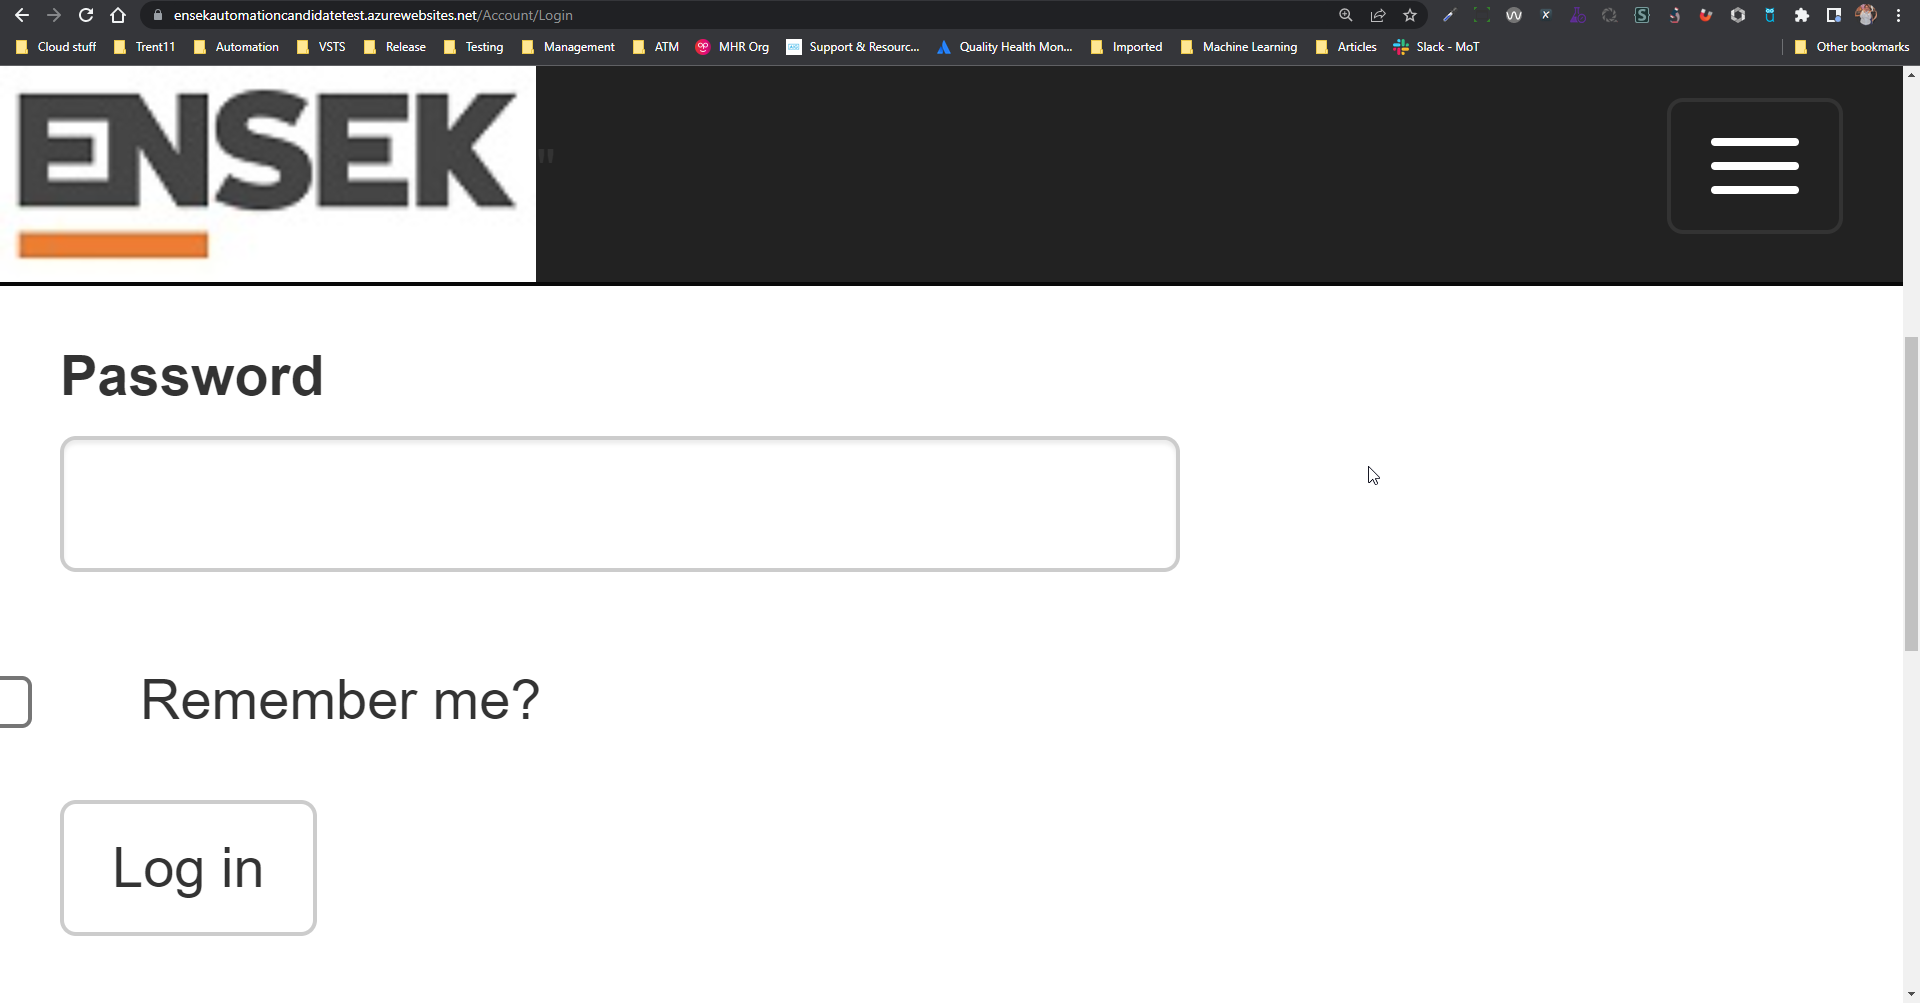 ensekautomationcandidatetest.azurewebsites.net/Account/Login
Cloud stuff Trent11 Automation VSTS Release Testing Management ATM MHR Org Support & Resourc... Quality Health Mon... Imported Machine Learning Articles Slack - MoT Other bookmarks
ENSEK "
Password
Remember me?
Log in